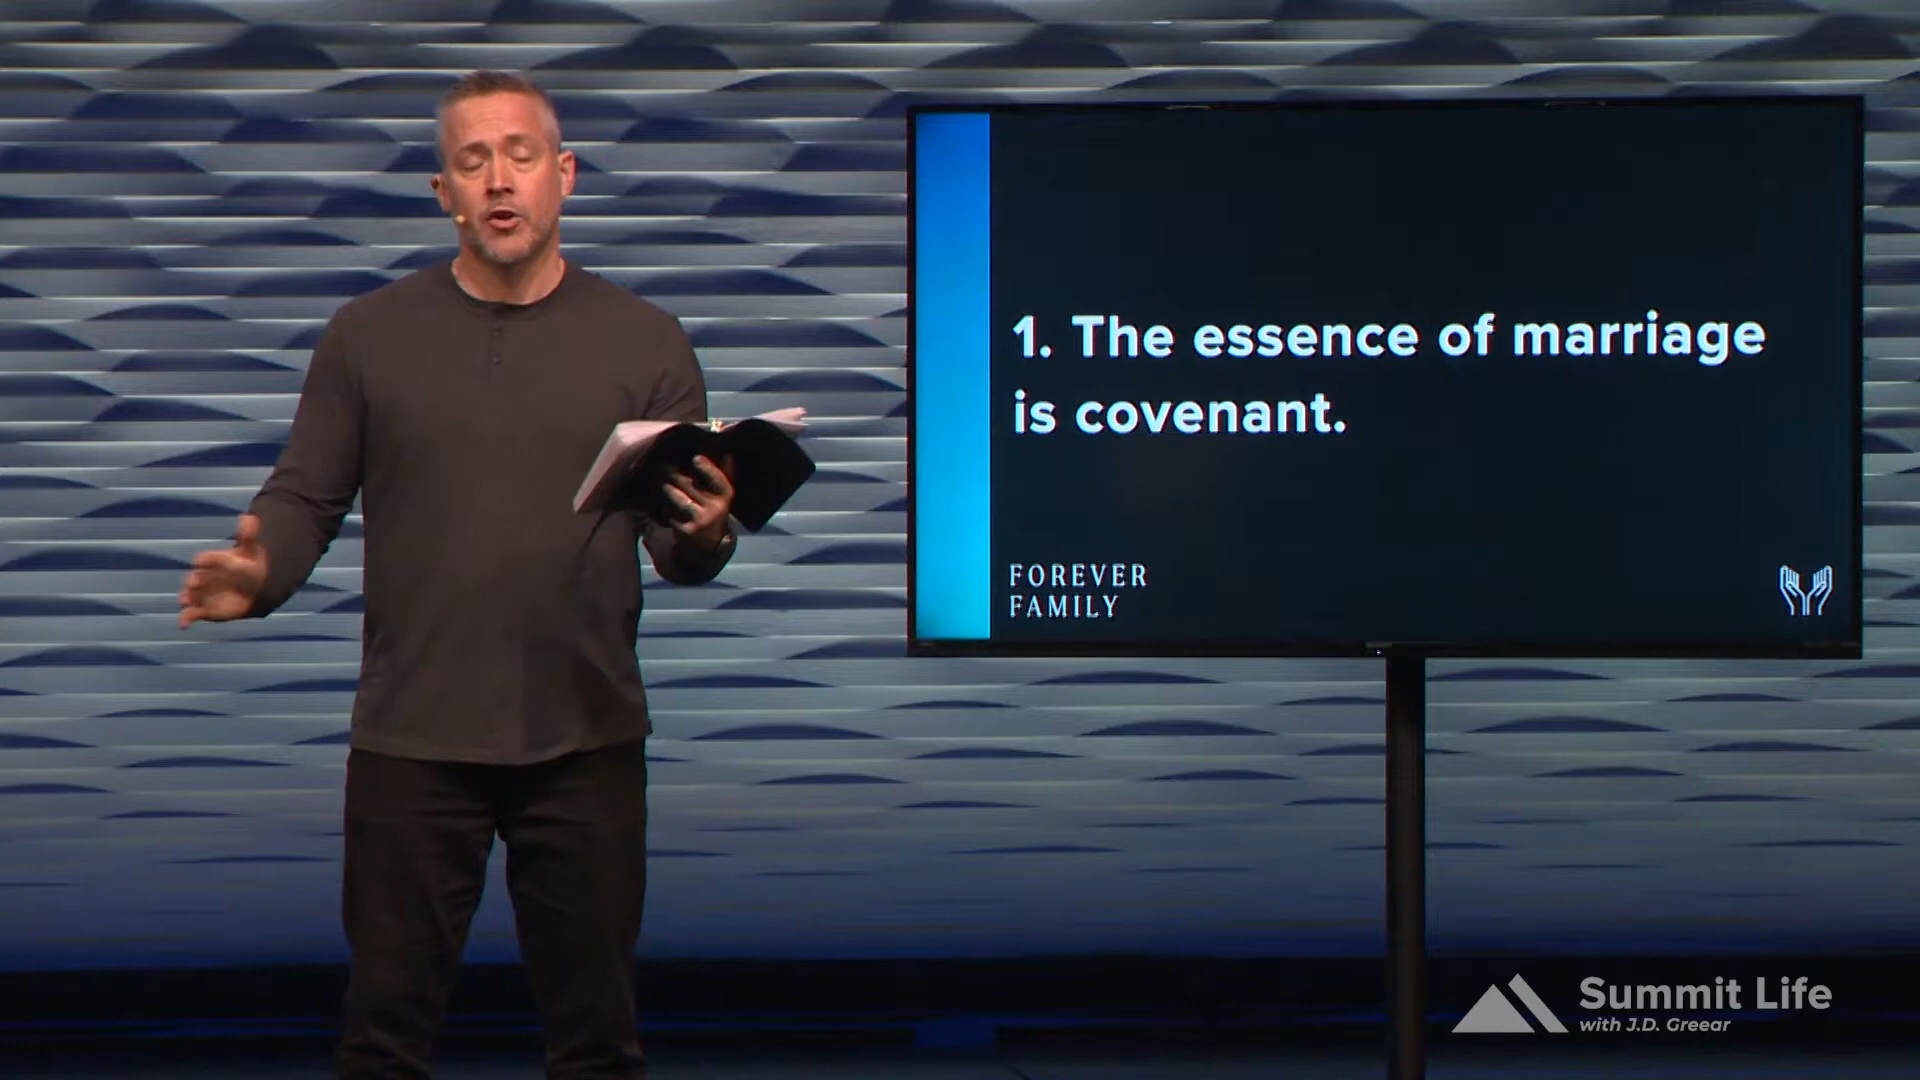 1. The essence of marriage
is covenant.
FOREVER
FAMILY
Summit Life
with J.D. Greear